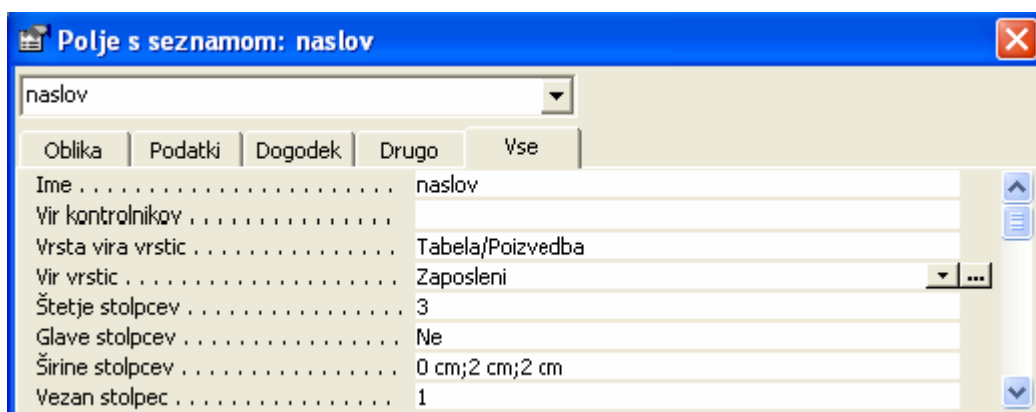 Polje s seznamom: naslov
naslov
Oblika Podatki Dogodek Drugo Vse
Ime . . . . . . . . . . . . . . . . . . . . . . . . naslov
Vir kontrolnikov . . . . . . . . . . . . . . .
Vrsta vira vrstic . . . . . . . . . . . . . . . Tabela/Poizvedba
Vir vrstic . . . . . . . . . . . . . . . . . . . . . Zaposleni ...
Štetje stolpcev . . . . . . . . . . . . . . . . 3
Glave stolpcev . . . . . . . . . . . . . . . . Ne
Širine stolpcev . . . . . . . . . . . . . . . . 0 cm;2 cm;2 cm
Vezan stolpec . . . . . . . . . . . . . . . . 1